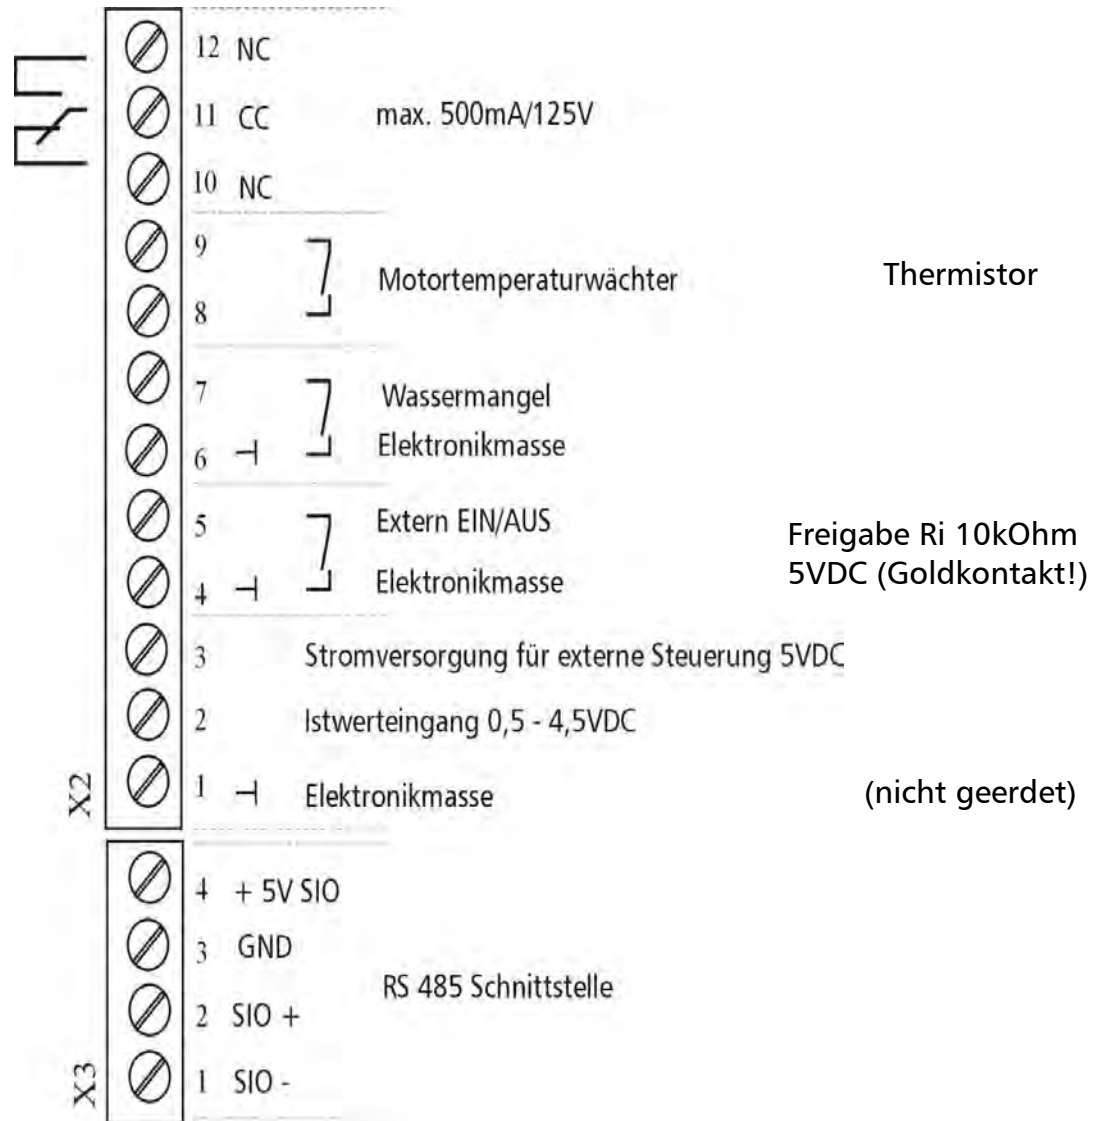 12 NC
11 CC max. 500mA/125V
10 NC
9
Motortemperaturwächter Thermistor
8
7 Wassermangel
6 Elektronikmasse
5 Extern EIN/AUS
Freigabe Ri 10kOhm
5VDC (Goldkontakt!)
4 Elektronikmasse
3 Stromversorgung für externe Steuerung 5VDC
2 Istwerteingang 0,5 - 4,5VDC
1 Elektronikmasse (nicht geerdet)
X2
4 + 5V SIO
3 GND
RS 485 Schnittstelle
2 SIO +
1 SIO -
X3